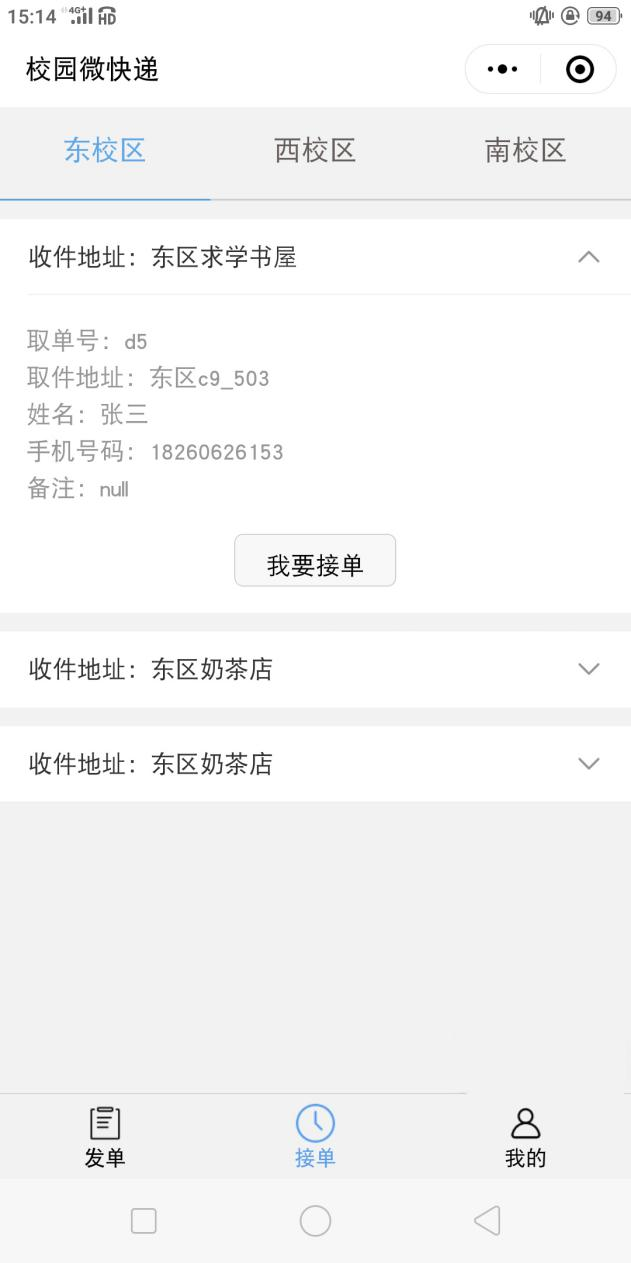 15:14 4G+ HD 94
校园微快递
东校区 西校区 南校区
收件地址：东区求学书屋
取单号：d5
取件地址：东区c9_503
姓名：张三
手机号码：18260626153
备注：null
我要接单
收件地址：东区奶茶店
收件地址：东区奶茶店
发单 接单 我的